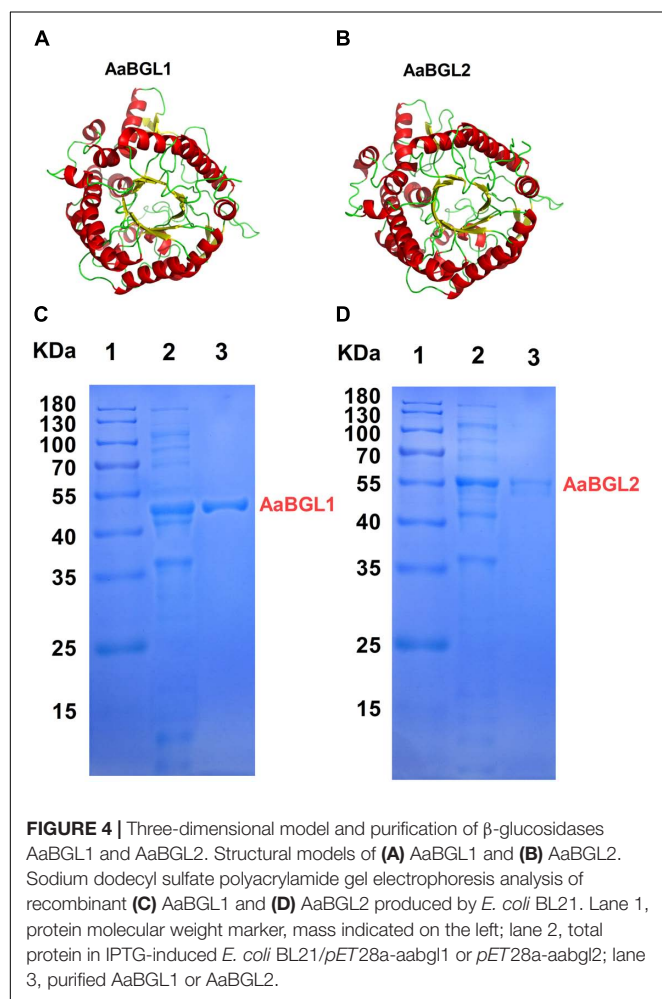 A
B
AaBGL1
AaBGL2
C
D
KDa 1 2 3
180
130
100
70
55
40
35
25
15
AaBGL1
KDa 1 2 3
180
130
100
70
55
40
35
25
15
AaBGL2
FIGURE 4 | Three-dimensional model and purification of β-glucosidases
AaBGL1 and AaBGL2. Structural models of (A) AaBGL1 and (B) AaBGL2.
Sodium dodecyl sulfate polyacrylamide gel electrophoresis analysis of
recombinant (C) AaBGL1 and (D) AaBGL2 produced by E. coli BL21. Lane 1,
protein molecular weight marker, mass indicated on the left; lane 2, total
protein in IPTG-induced E. coli BL21/pET28a-aabgl1 or pET28a-aabgl2; lane
3, purified AaBGL1 or AaBGL2.